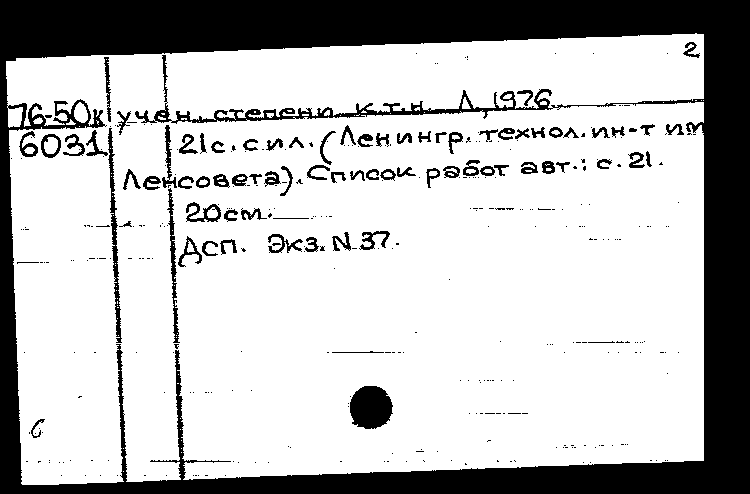 2
76-50к учен. степени к.т.н. Л., 1976
6031 21с. с ил. (Ленингр. технол. ин-т им
Ленсовета). Список работ авт.: с. 21.
20см.
Дсп. Экз. N 37.
6